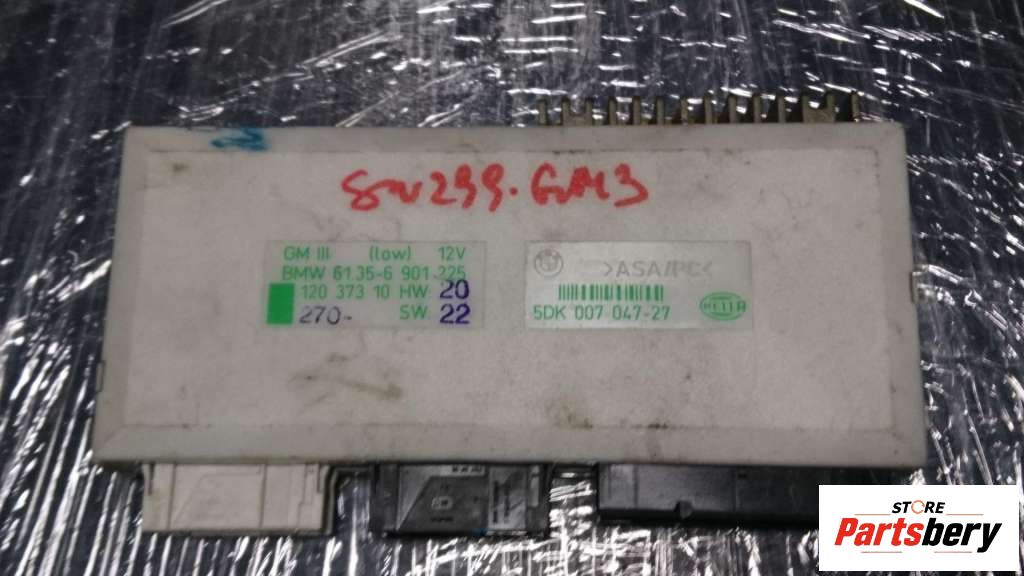 SW299.GM3
GM III (low) 12V
BMW 61.35-6 901 225
120 373 10 HW: 20
270- SW: 22
>ASA/PC<
5DK 007 047-27
HELLA
STORE
Partsbery